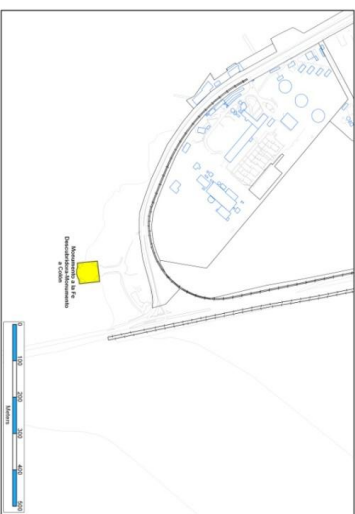 Monumento a la Fe
Descubridora-Monumento
a Colón
0 100 200 300 400 500
Meters